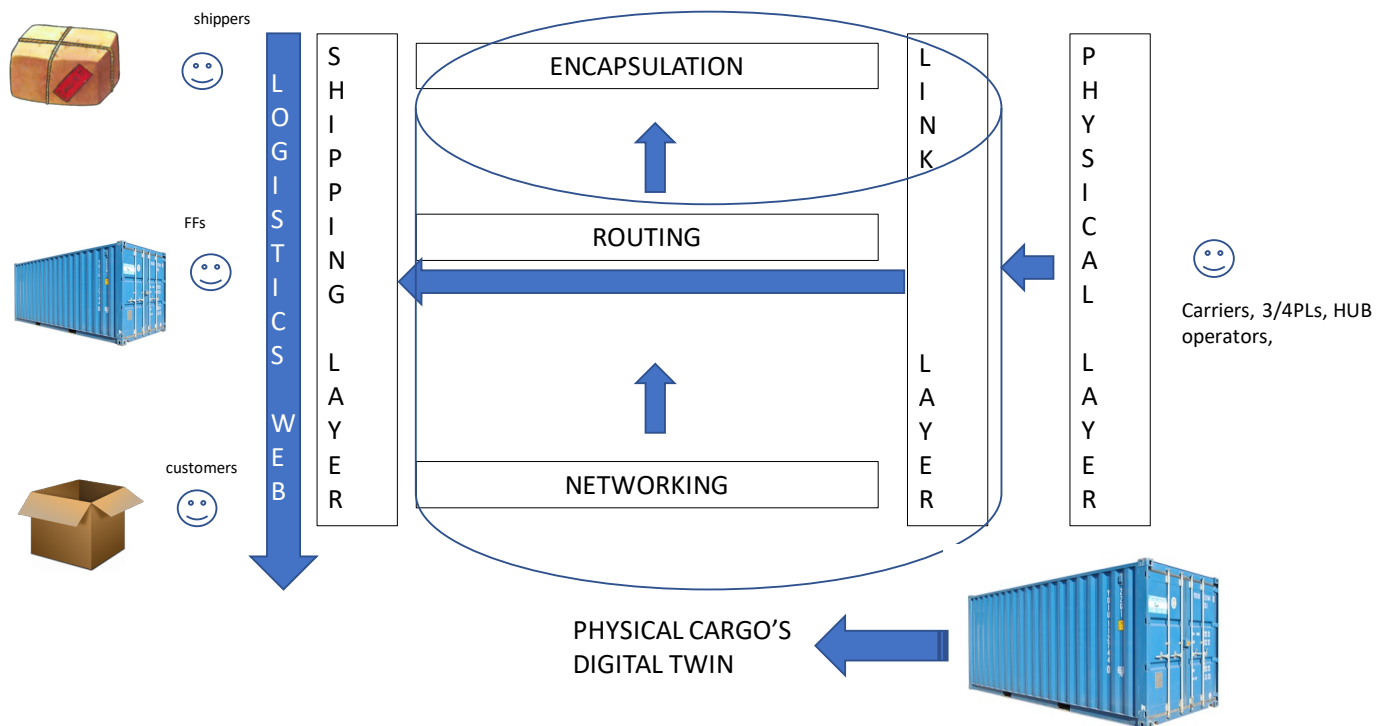 shippers
FFs
customers
LOGISTICS WEB
SHIPPING LAYER
ENCAPSULATION
ROUTING
NETWORKING
LINK LAYER
PHYSICAL LAYER
Carriers, 3/4PLs, HUB
operators,
PHYSICAL CARGO’S
DIGITAL TWIN